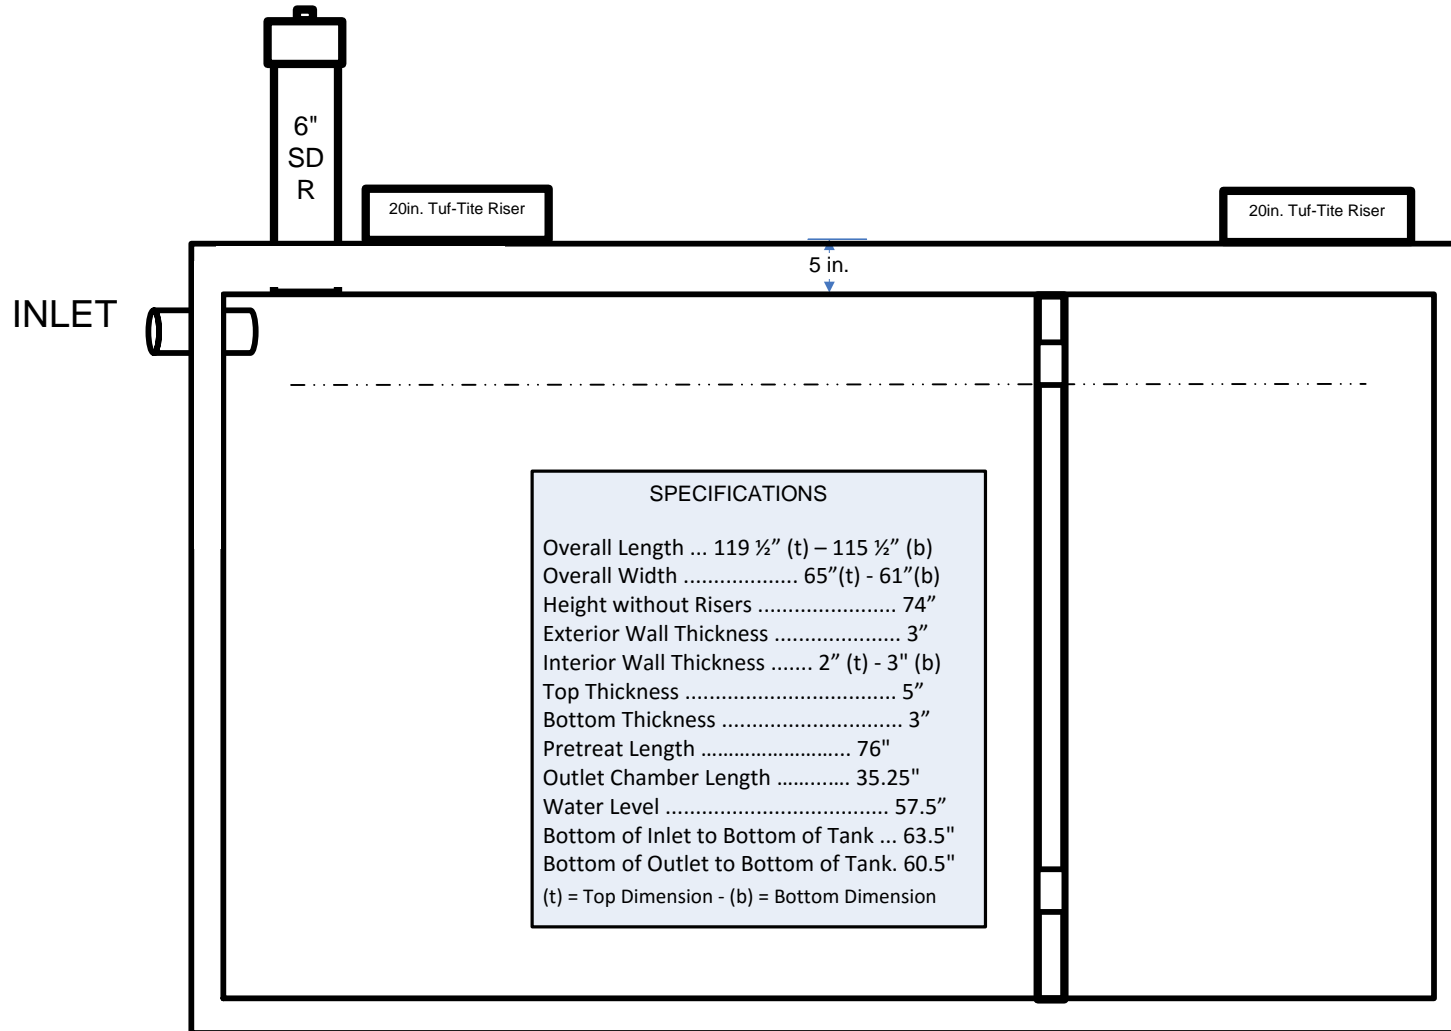 6"
SD
R
20in. Tuf-Tite Riser
20in. Tuf-Tite Riser
5 in.
INLET
SPECIFICATIONS
Overall Length ... 119 ½” (t) – 115 ½” (b)
Overall Width ................... 65”(t) - 61”(b)
Height without Risers ....................... 74”
Exterior Wall Thickness ..................... 3”
Interior Wall Thickness ....... 2” (t) - 3" (b)
Top Thickness ................................... 5”
Bottom Thickness .............................. 3”
Pretreat Length ……………………... 76"
Outlet Chamber Length …......... 35.25"
Water Level ..................................... 57.5”
Bottom of Inlet to Bottom of Tank ... 63.5"
Bottom of Outlet to Bottom of Tank. 60.5"
(t) = Top Dimension - (b) = Bottom Dimension